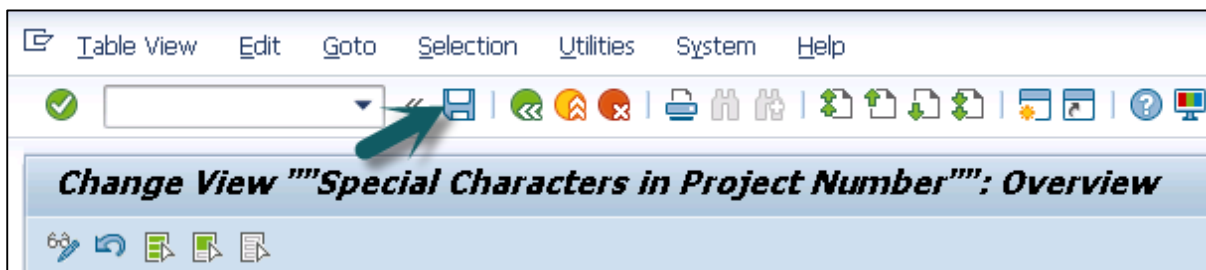 Table View Edit Goto Selection Utilities System Help
Change View ""Special Characters in Project Number"": Overview